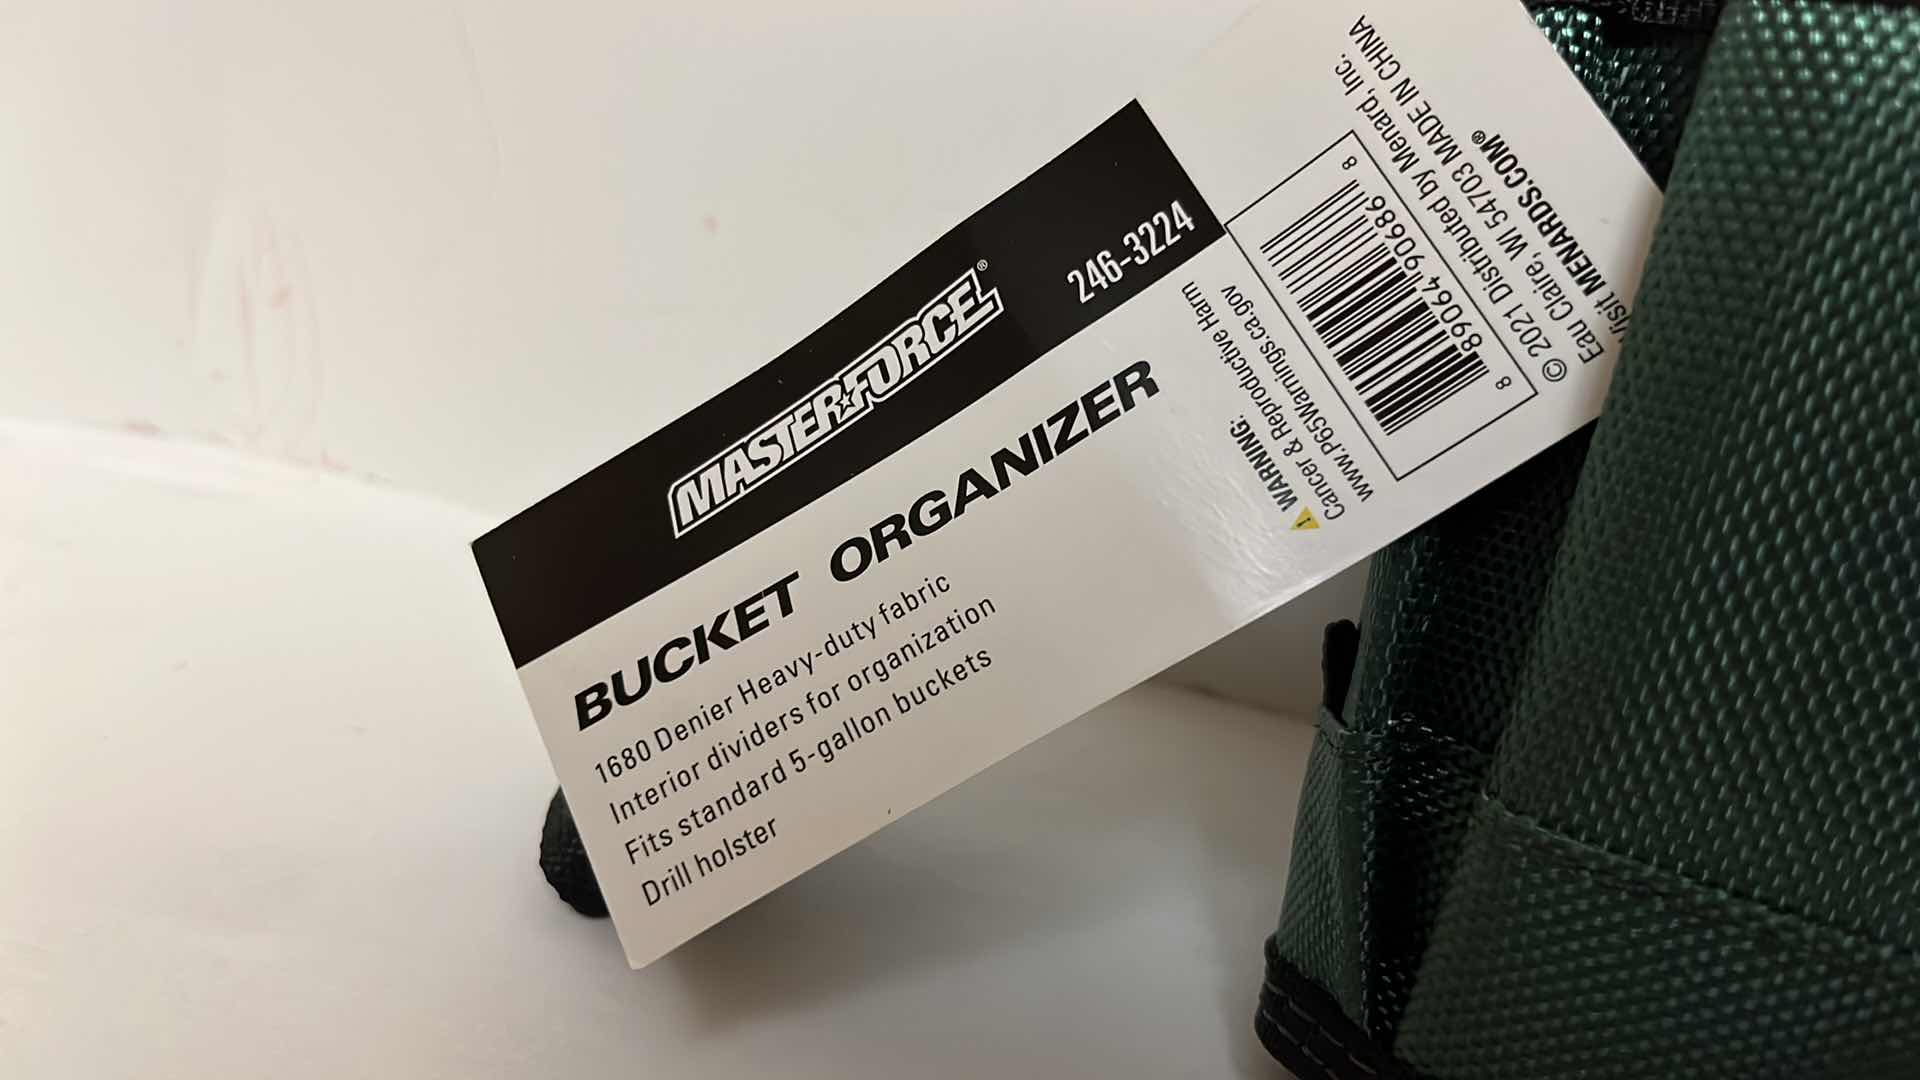 MASTER FORCE®
246-3224
BUCKET ORGANIZER
1680 Denier Heavy-duty fabric
Interior dividers for organization
Fits standard 5-gallon buckets
Drill holster
⚠ WARNING:
Cancer & Reproductive Harm
www.P65Warnings.ca.gov
8 89064 90686 8
© 2021 Distributed by Menard, Inc.
Eau Claire, WI 54703 MADE IN CHINA
Visit MENARDS.COM®